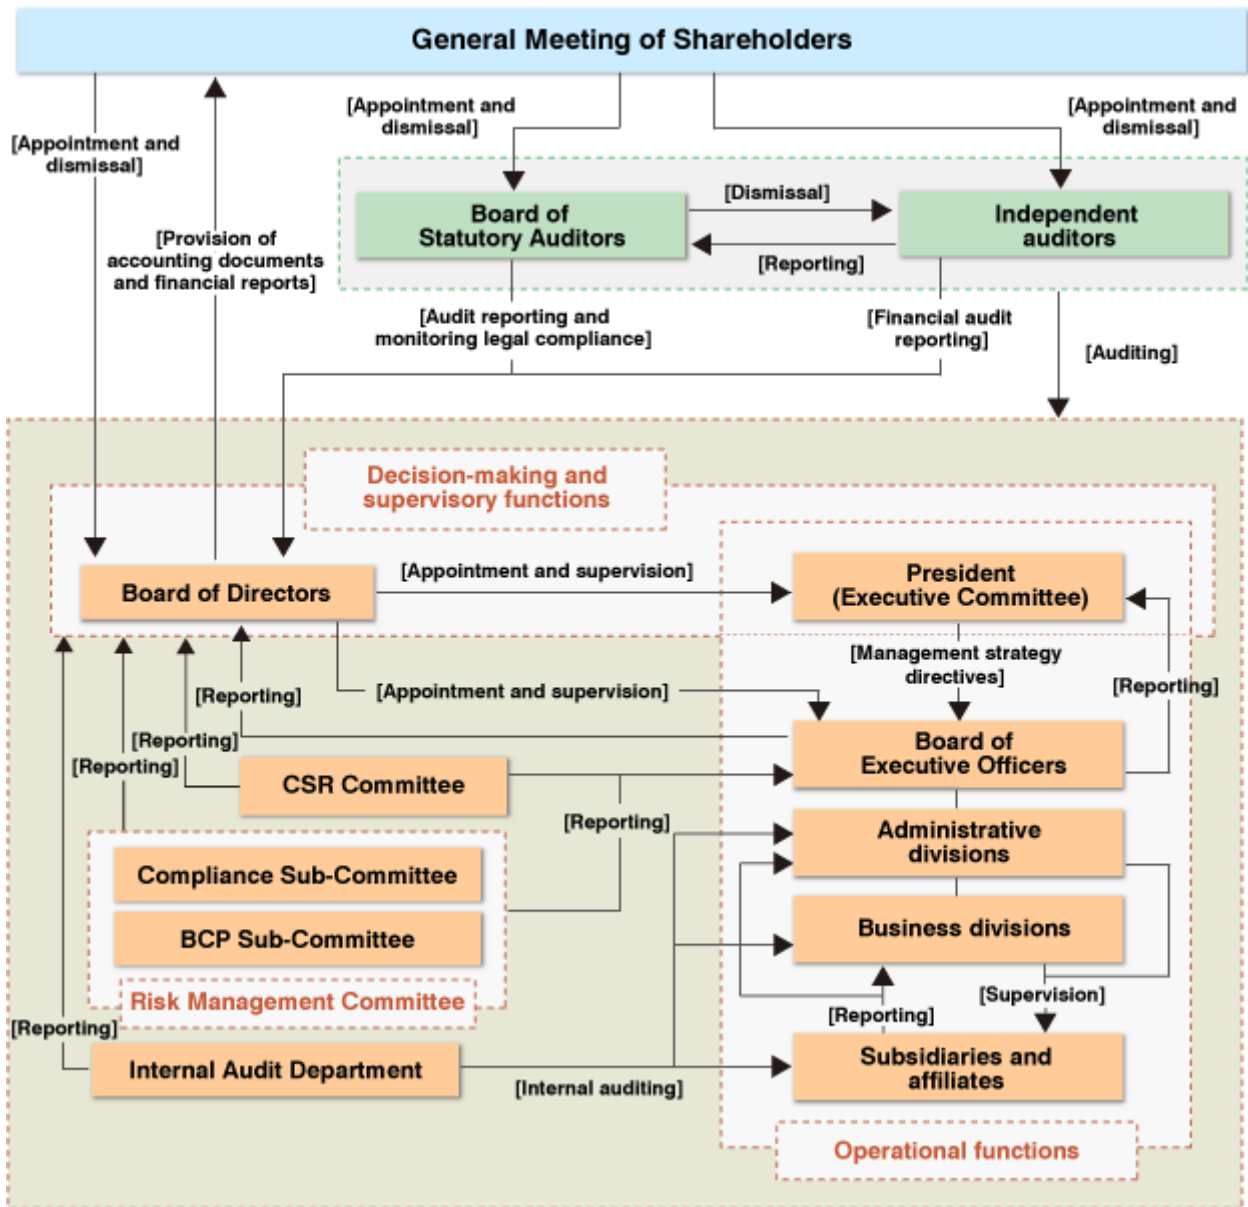 General Meeting of Shareholders
[Appointment and
dismissal]
[Appointment and
dismissal]
[Appointment and
dismissal]
Board of
Statutory Auditors
[Dismissal]
[Reporting]
Independent
auditors
[Provision of
accounting documents
and financial reports]
[Audit reporting and
monitoring legal compliance]
[Financial audit
reporting]
[Auditing]
Decision-making and
supervisory functions
Board of Directors
[Appointment and supervision]
President
(Executive Committee)
[Management strategy
directives]
[Reporting]
[Appointment and supervision]
[Reporting]
[Reporting]
[Reporting]
Board of
Executive Officers
CSR Committee
[Reporting]
Administrative
divisions
Compliance Sub-Committee
BCP Sub-Committee
Risk Management Committee
Business divisions
[Supervision]
[Reporting]
[Reporting]
Internal Audit Department
[Internal auditing]
Subsidiaries and
affiliates
Operational functions